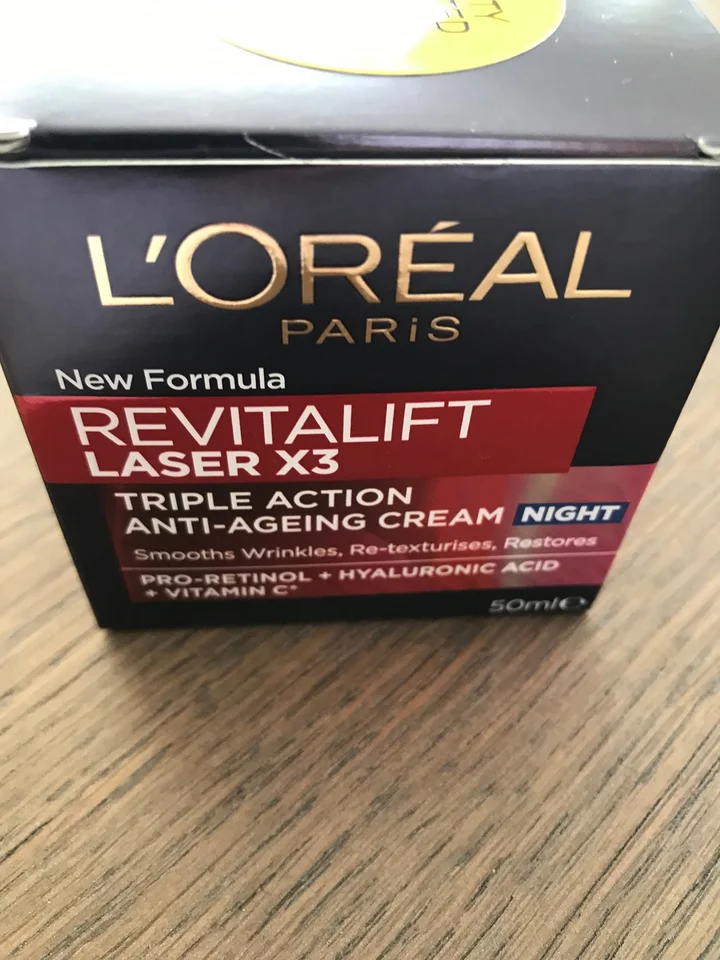 L'ORÉAL
PARiS
New Formula
REVITALIFT
LASER X3
TRIPLE ACTION
ANTI-AGEING CREAM NIGHT
Smooths Wrinkles, Re-texturises, Restores
PRO-RETINOL + HYALURONIC ACID
+ VITAMIN C*
50ml℮